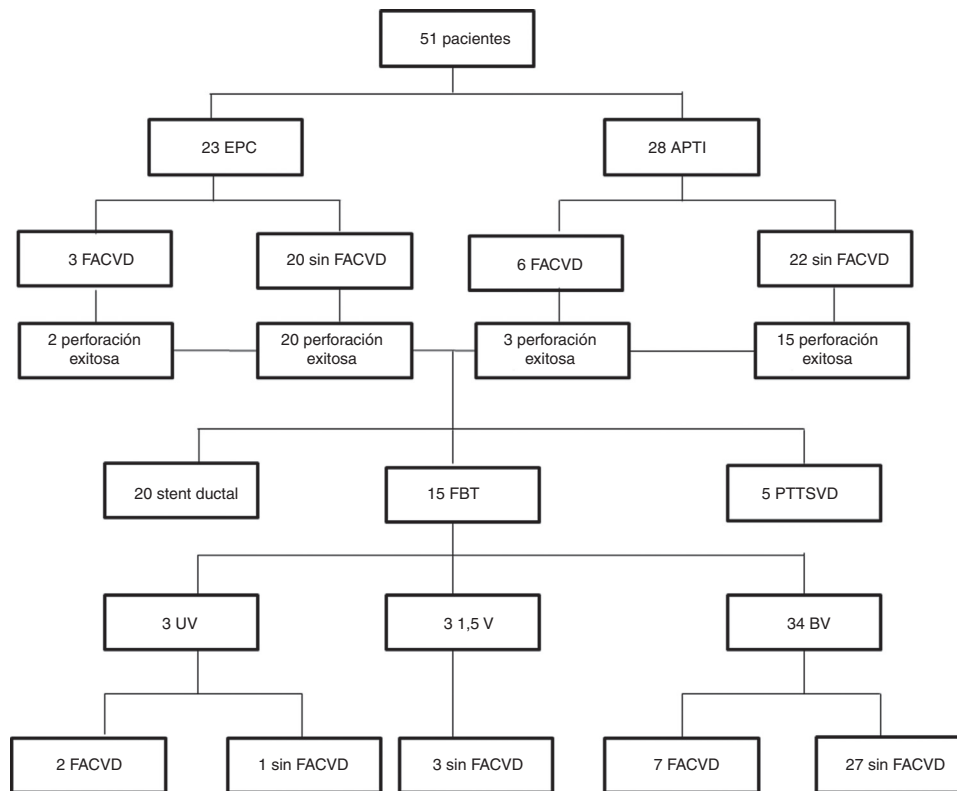 51 pacientes
23 EPC
28 APTI
3 FACVD
20 sin FACVD
6 FACVD
22 sin FACVD
2 perforación
exitosa
20 perforación
exitosa
3 perforación
exitosa
15 perforación
exitosa
20 stent ductal
15 FBT
5 PTTSVD
3 UV
3 1,5 V
34 BV
2 FACVD
1 sin FACVD
3 sin FACVD
7 FACVD
27 sin FACVD